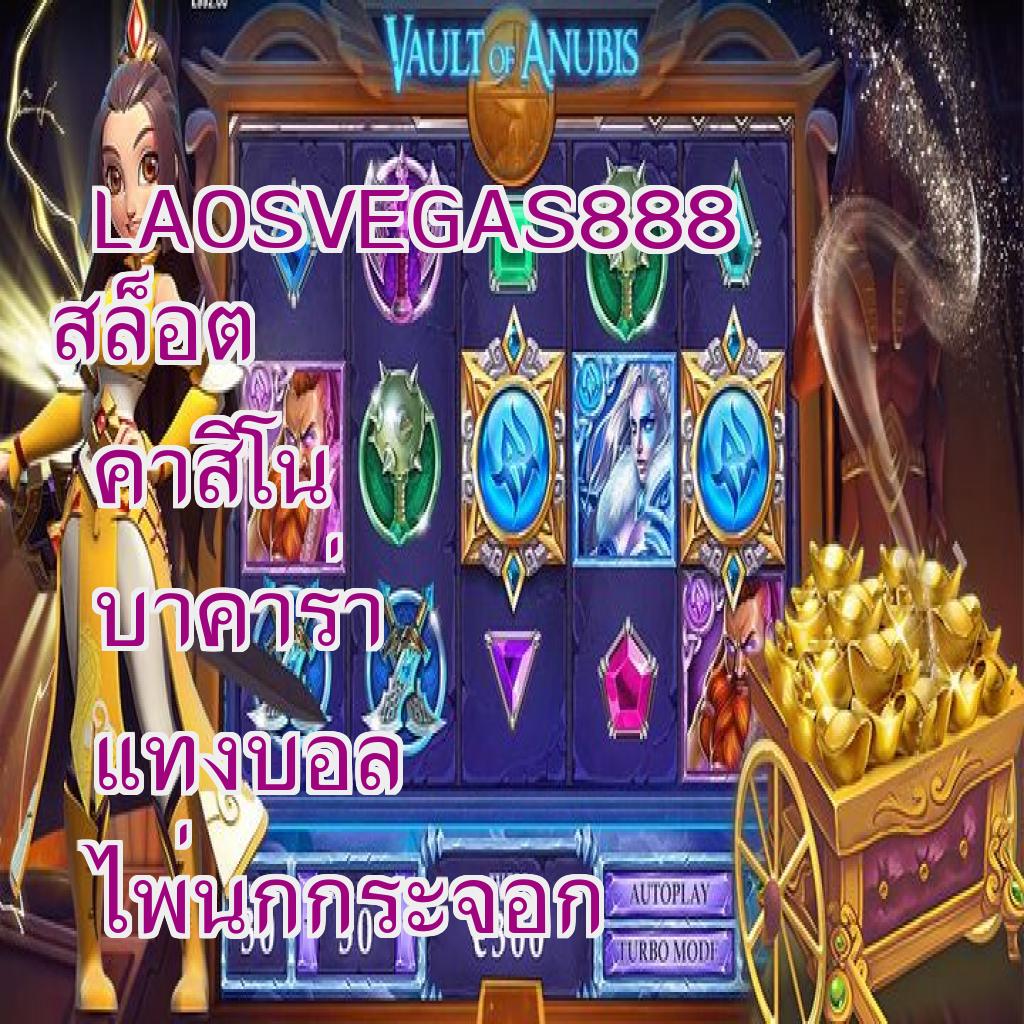 VAULT OF ANUBIS
LAOSVEGAS888
สล็อต
คาสิโน
บาคาร่า
แทงบอล
ไพ่นกกระจอก
AUTOPLAY
TURBO MODE